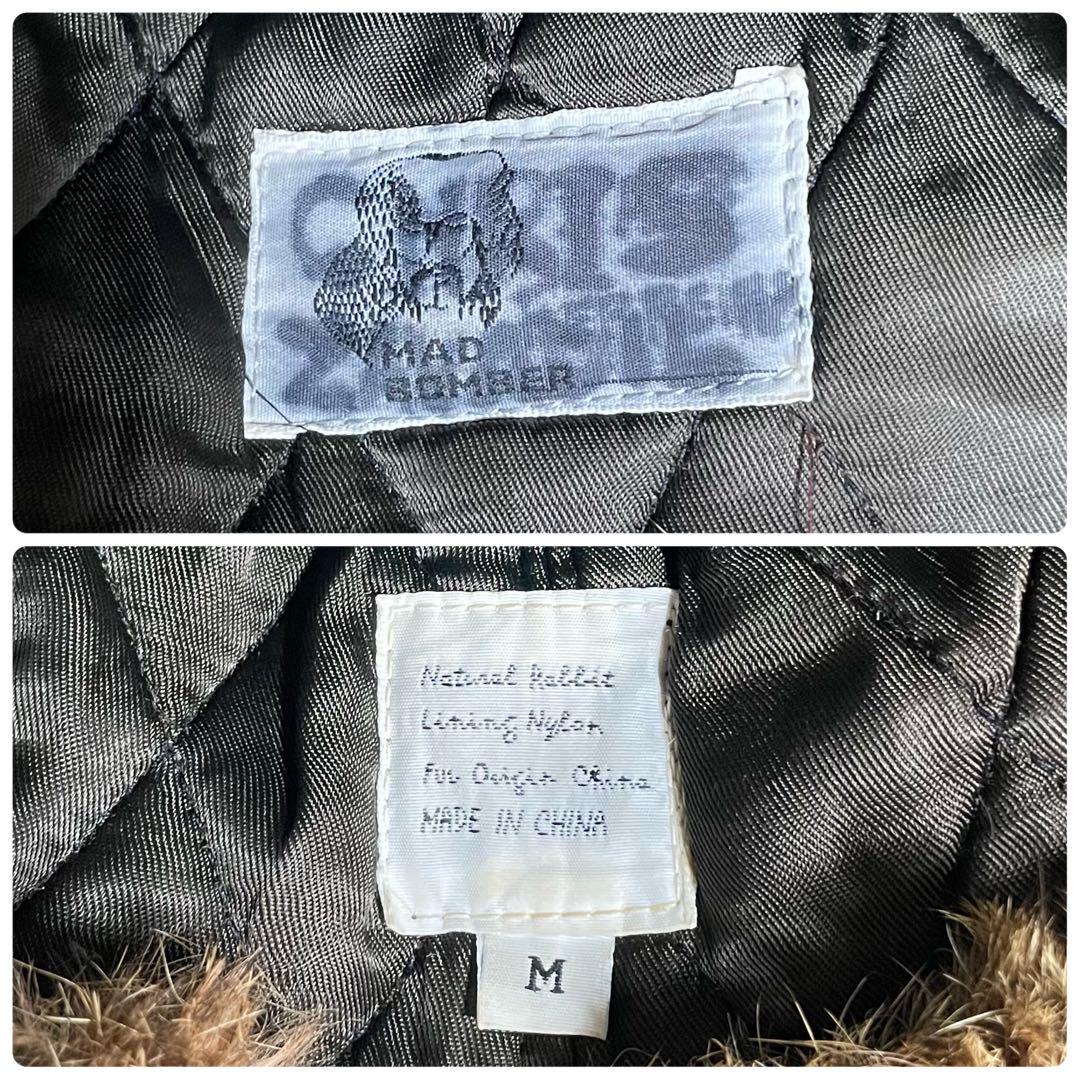 MAD
BOMBER
Natural Rabbit
Lining Nylon
Fur Origin China
MADE IN CHINA
M